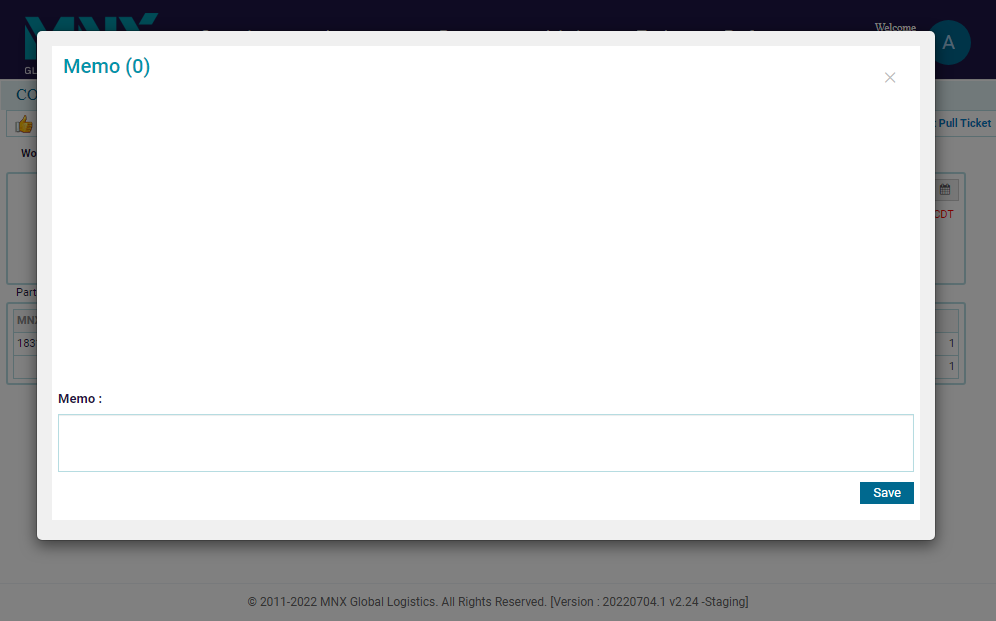 MNX
GL
Welcome
A
Memo (0)
×
CO
Pull Ticket
Wo
CDT
Part
MNX
183
1
1
Memo :
Save
© 2011-2022 MNX Global Logistics. All Rights Reserved. [Version : 20220704.1 v2.24 -Staging]